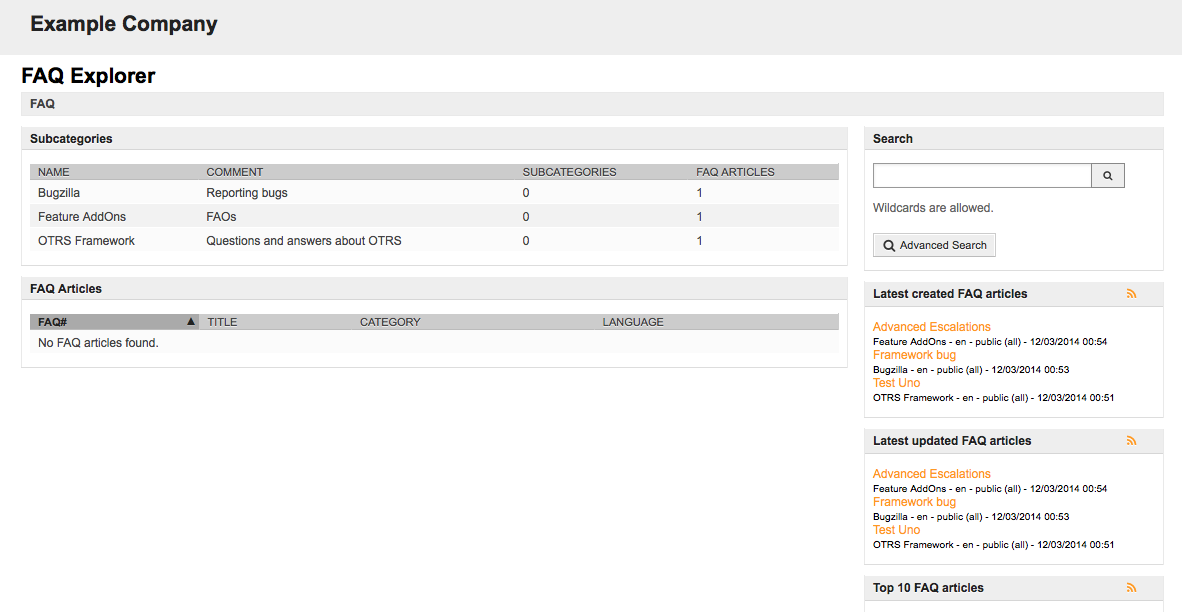 Example Company
FAQ Explorer
FAQ
Subcategories
NAME COMMENT SUBCATEGORIES FAQ ARTICLES
Bugzilla Reporting bugs 0 1
Feature AddOns FAOs 0 1
OTRS Framework Questions and answers about OTRS 0 1
FAQ Articles
FAQ# ▲ TITLE CATEGORY LANGUAGE
No FAQ articles found.
Search
Wildcards are allowed.
Advanced Search
Latest created FAQ articles
Advanced Escalations
Feature AddOns - en - public (all) - 12/03/2014 00:54
Framework bug
Bugzilla - en - public (all) - 12/03/2014 00:53
Test Uno
OTRS Framework - en - public (all) - 12/03/2014 00:51
Latest updated FAQ articles
Advanced Escalations
Feature AddOns - en - public (all) - 12/03/2014 00:54
Framework bug
Bugzilla - en - public (all) - 12/03/2014 00:53
Test Uno
OTRS Framework - en - public (all) - 12/03/2014 00:51
Top 10 FAQ articles